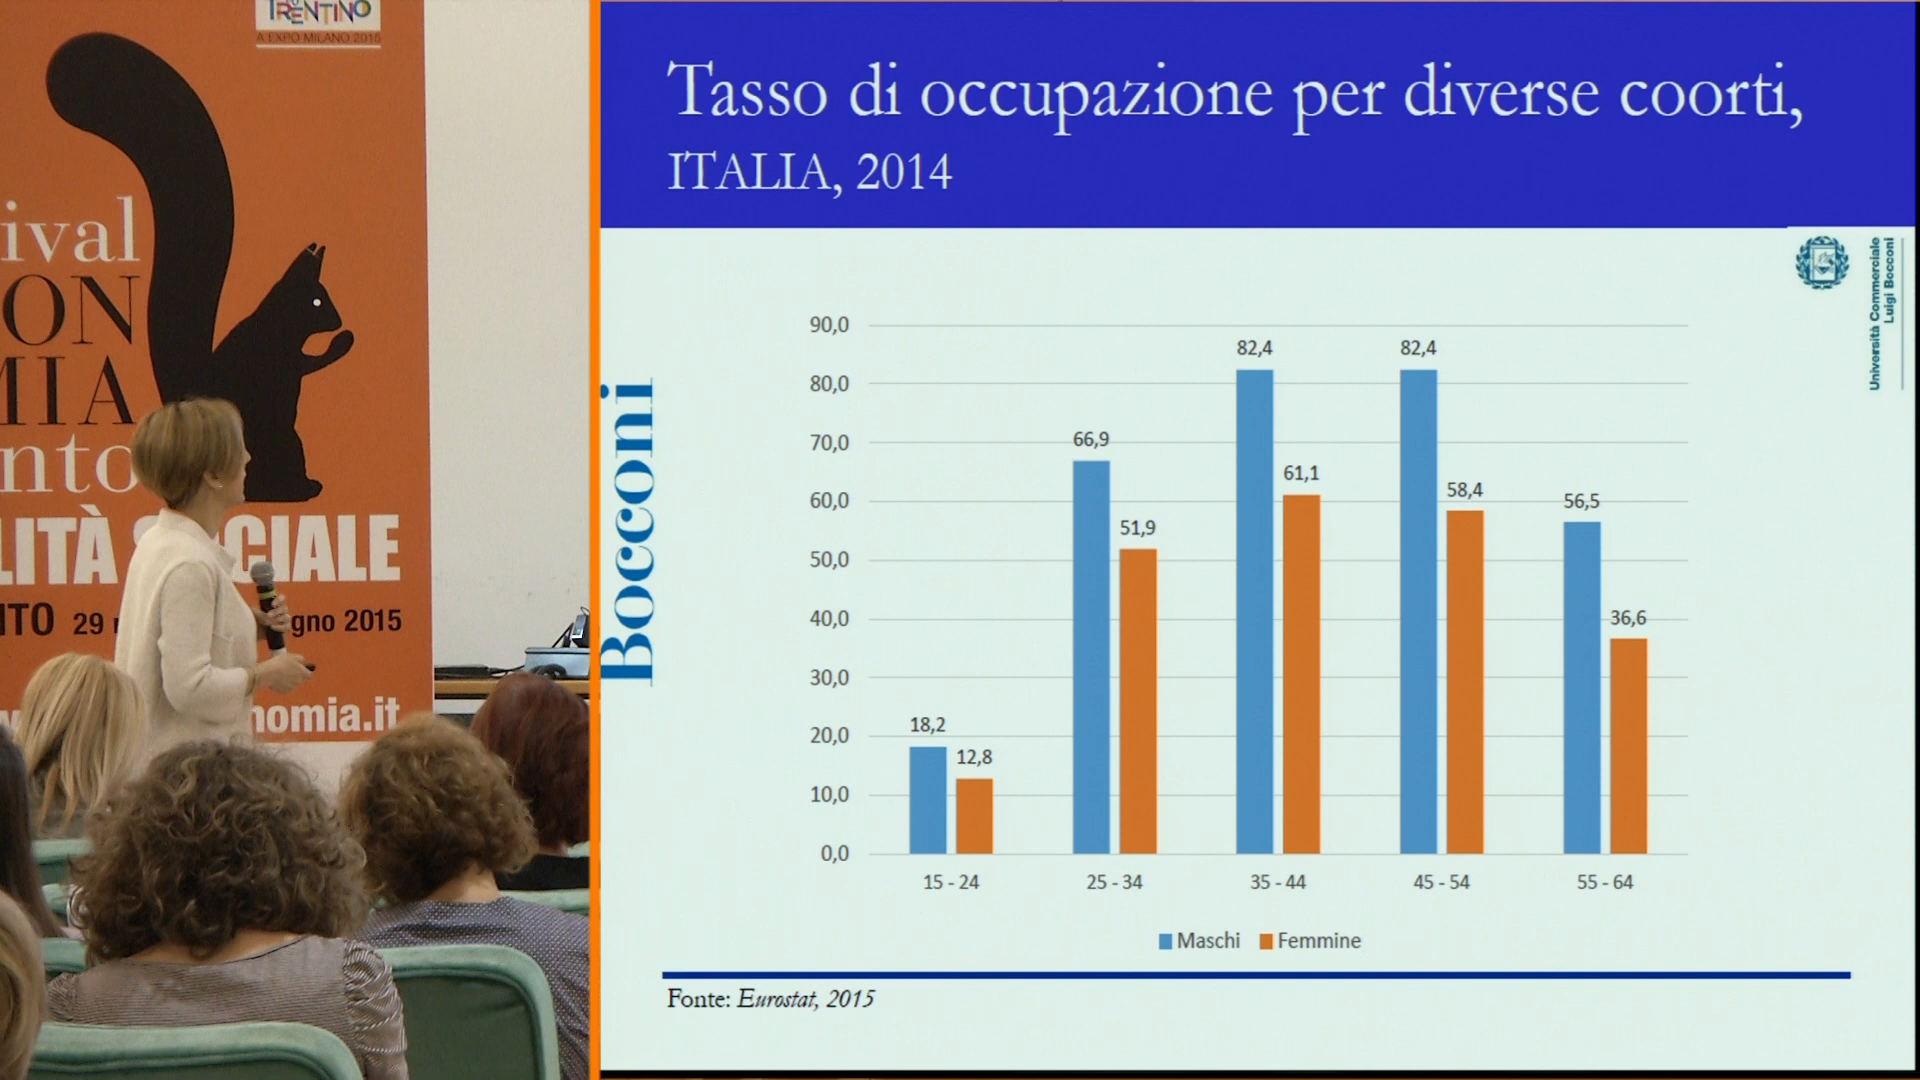 TRENTINO
A EXPO MILANO 2015
ival
ON
MIA
nto
LITÀ CIALE
NTO 29 gno 2015
nomia.it
Tasso di occupazione per diverse coorti,
ITALIA, 2014
Università Commerciale
Luigi Bocconi
Bocconi
90,0
80,0
70,0
60,0
50,0
40,0
30,0
20,0
10,0
0,0
18,2
12,8
66,9
51,9
82,4
61,1
82,4
58,4
56,5
36,6
15 - 24
25 - 34
35 - 44
45 - 54
55 - 64
Maschi
Femmine
Fonte: Eurostat, 2015